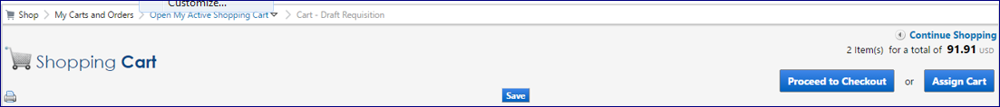 Customize...
Shop > My Carts and Orders > Open My Active Shopping Cart > Cart - Draft Requisition
Continue Shopping
2 Item(s) for a total of 91.91 USD
Shopping Cart
Proceed to Checkout or Assign Cart
Save